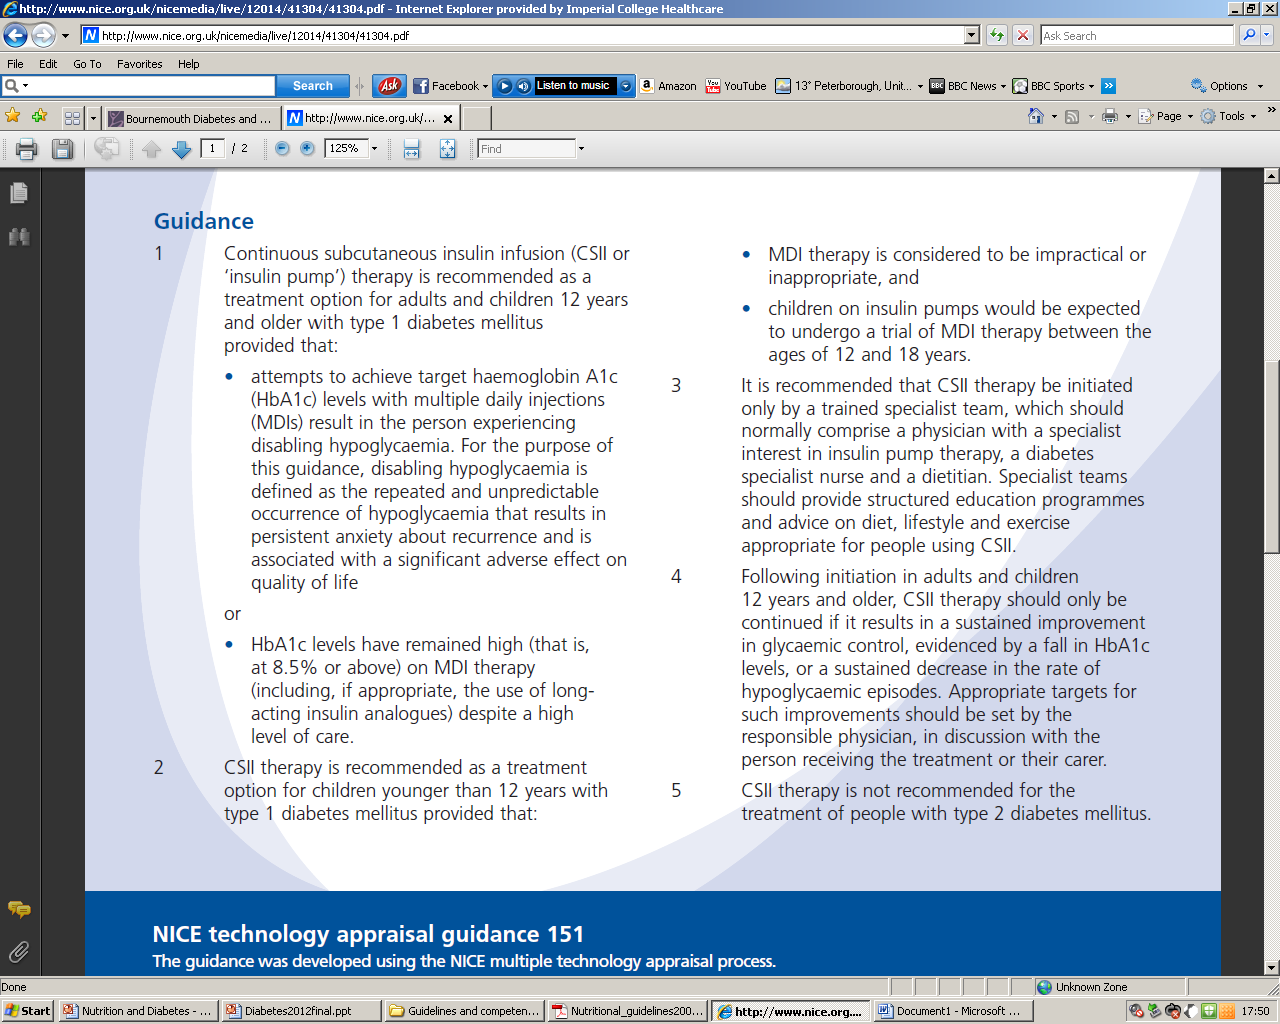 http://www.nice.org.uk/nicemedia/live/12014/41304/41304.pdf - Internet Explorer provided by Imperial College Healthcare
http://www.nice.org.uk/nicemedia/live/12014/41304/41304.pdf
Ask Search
File Edit Go To Favorites Help
Search Ask Facebook Listen to music Amazon YouTube 13° Peterborough, Unit... BBC News BBC Sports Options
Bournemouth Diabetes and ... http://www.nice.org.uk/... Page Tools
1 / 2 125% Find
Guidance
1 Continuous subcutaneous insulin infusion (CSII or
‘insulin pump’) therapy is recommended as a
treatment option for adults and children 12 years
and older with type 1 diabetes mellitus
provided that:
• attempts to achieve target haemoglobin A1c
(HbA1c) levels with multiple daily injections
(MDIs) result in the person experiencing
disabling hypoglycaemia. For the purpose of
this guidance, disabling hypoglycaemia is
defined as the repeated and unpredictable
occurrence of hypoglycaemia that results in
persistent anxiety about recurrence and is
associated with a significant adverse effect on
quality of life
or
• HbA1c levels have remained high (that is,
at 8.5% or above) on MDI therapy
(including, if appropriate, the use of long-
acting insulin analogues) despite a high
level of care.
2 CSII therapy is recommended as a treatment
option for children younger than 12 years with
type 1 diabetes mellitus provided that:
• MDI therapy is considered to be impractical or
inappropriate, and
• children on insulin pumps would be expected
to undergo a trial of MDI therapy between the
ages of 12 and 18 years.
3 It is recommended that CSII therapy be initiated
only by a trained specialist team, which should
normally comprise a physician with a specialist
interest in insulin pump therapy, a diabetes
specialist nurse and a dietitian. Specialist teams
should provide structured education programmes
and advice on diet, lifestyle and exercise
appropriate for people using CSII.
4 Following initiation in adults and children
12 years and older, CSII therapy should only be
continued if it results in a sustained improvement
in glycaemic control, evidenced by a fall in HbA1c
levels, or a sustained decrease in the rate of
hypoglycaemic episodes. Appropriate targets for
such improvements should be set by the
responsible physician, in discussion with the
person receiving the treatment or their carer.
5 CSII therapy is not recommended for the
treatment of people with type 2 diabetes mellitus.
NICE technology appraisal guidance 151
The guidance was developed using the NICE multiple technology appraisal process.
Done Unknown Zone
Start Nutrition and Diabetes - ... Diabetes2012final.ppt Guidelines and competen... Nutritional_guidelines200... http://www.nice.org.... Document1 - Microsoft ... 17:50